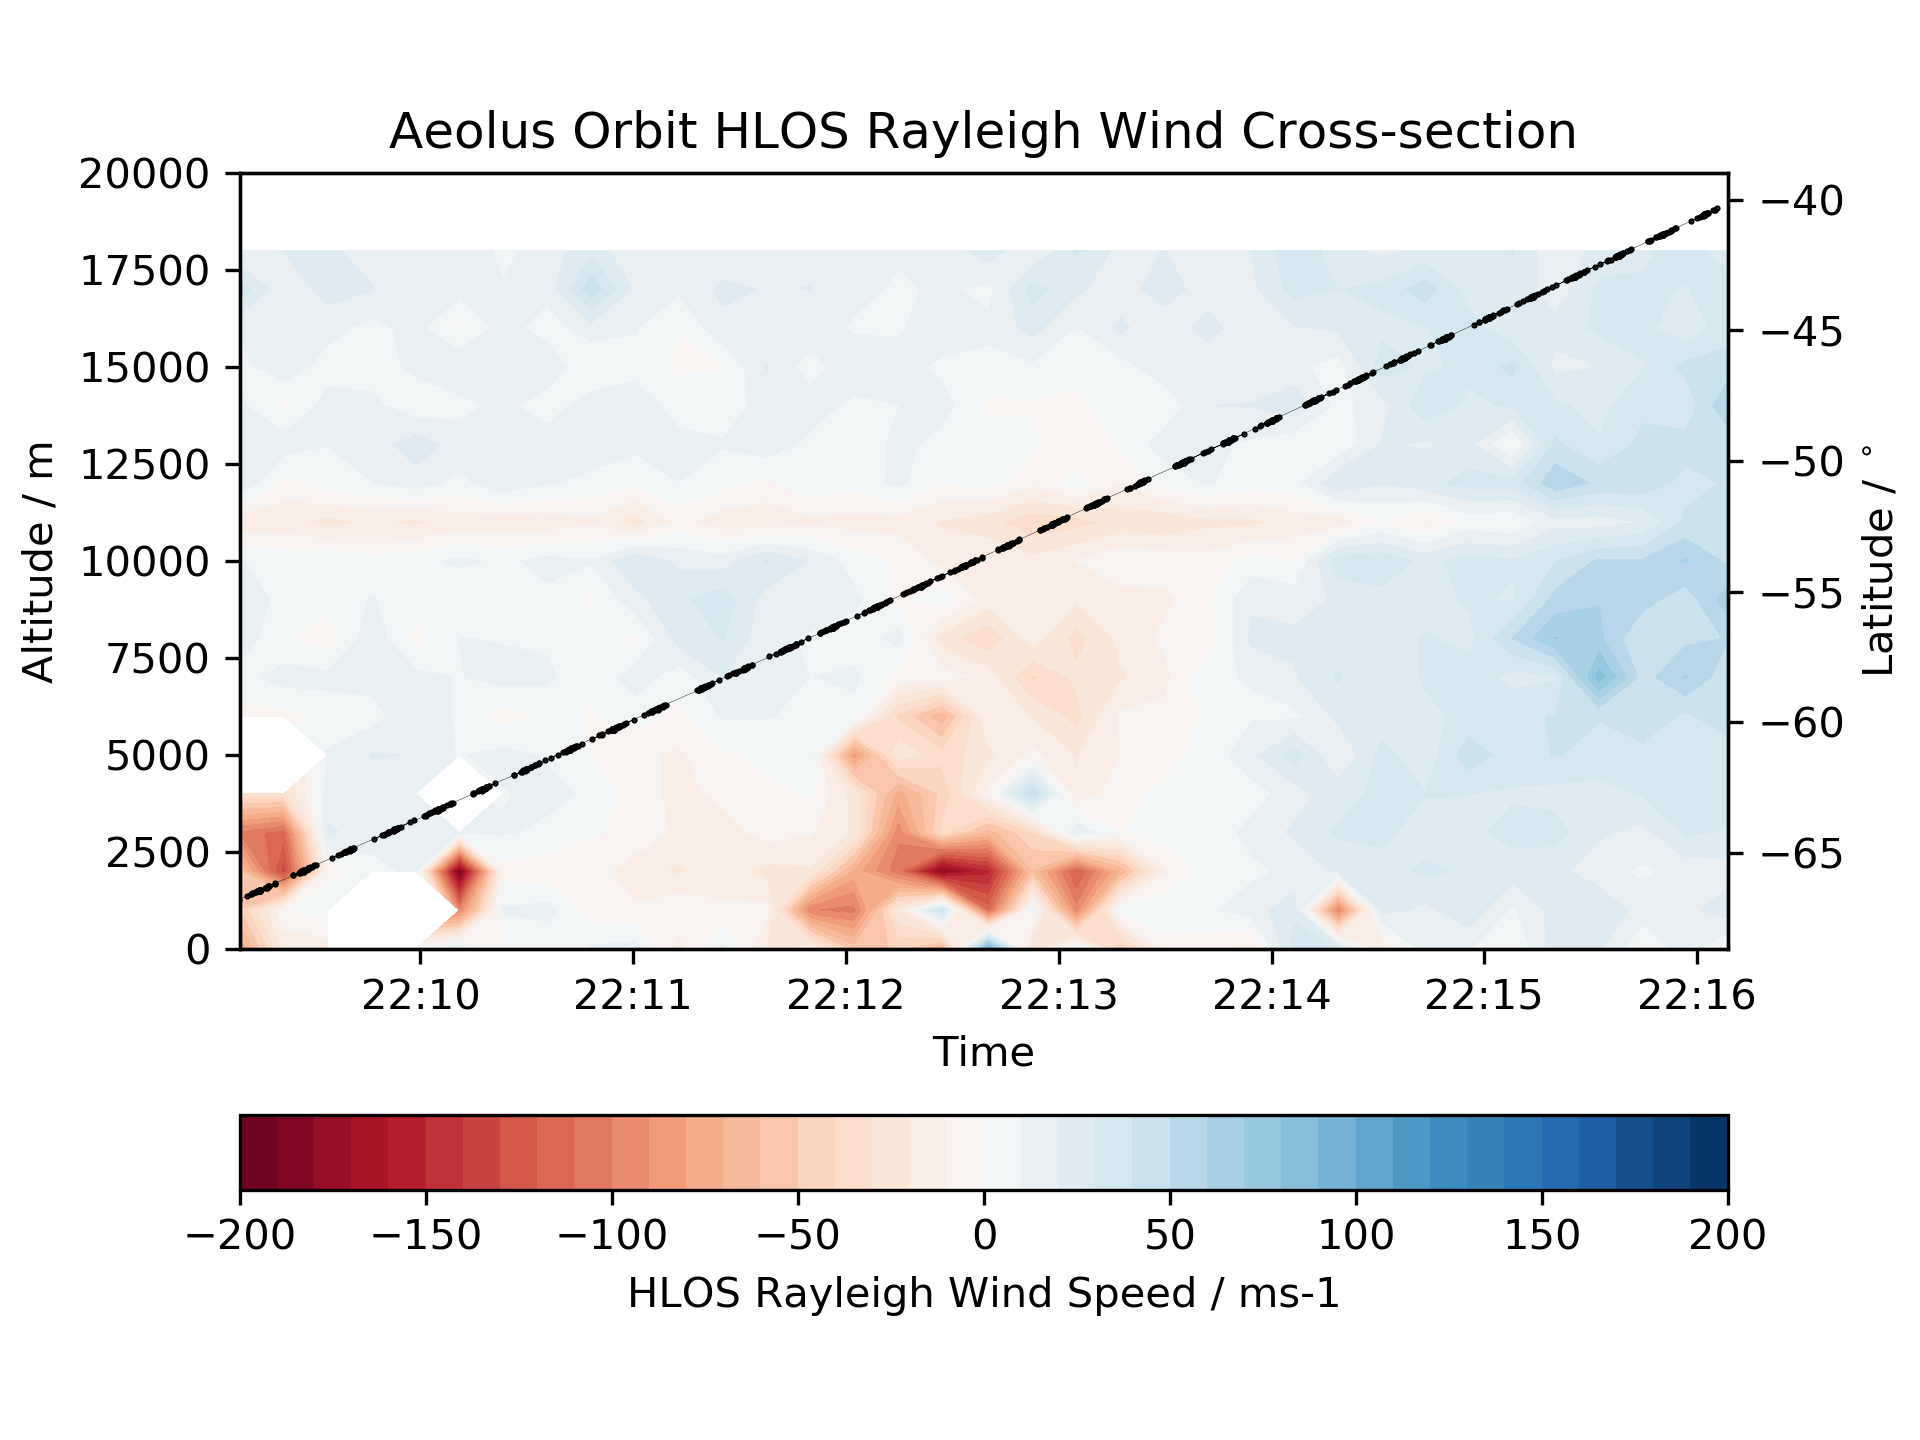 Aeolus Orbit HLOS Rayleigh Wind Cross-section
20000
17500
15000
12500
10000
7500
5000
2500
0
Altitude / m
−40
−45
−50
−55
−60
−65
Latitude / °
22:10 22:11 22:12 22:13 22:14 22:15 22:16
Time
−200 −150 −100 −50 0 50 100 150 200
HLOS Rayleigh Wind Speed / ms-1